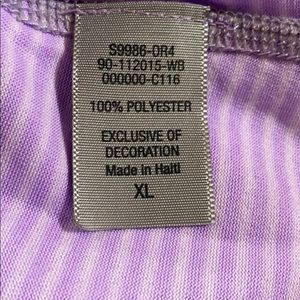 S9986-0R4
90-112015-WB
000000-C116
100% POLYESTER
EXCLUSIVE OF
DECORATION
Made in Haiti
XL